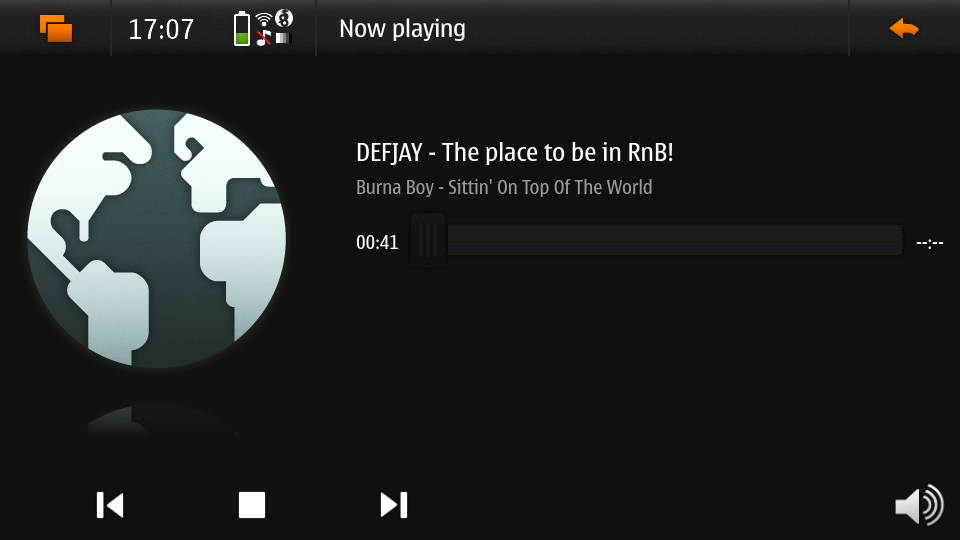 17:07
Now playing
DEFJAY - The place to be in RnB!
Burna Boy - Sittin' On Top Of The World
00:41
--:--